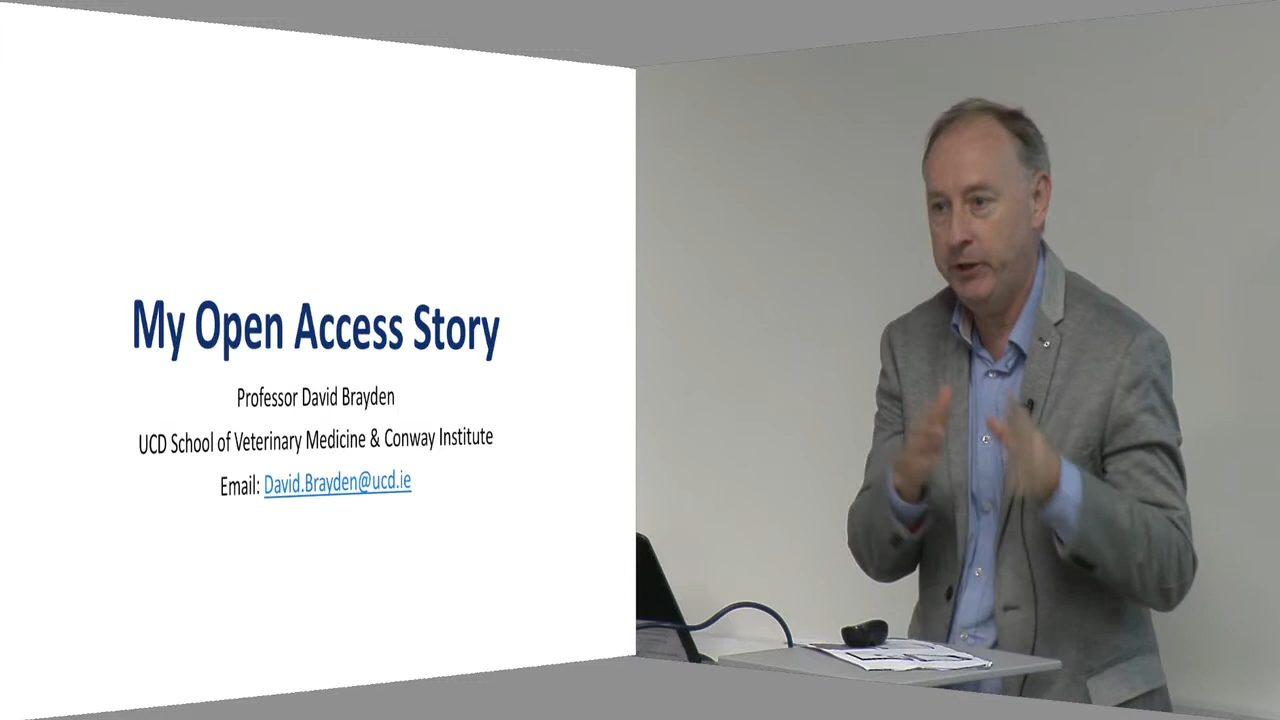 My Open Access Story
Professor David Brayden
UCD School of Veterinary Medicine & Conway Institute
Email: David.Brayden@ucd.ie